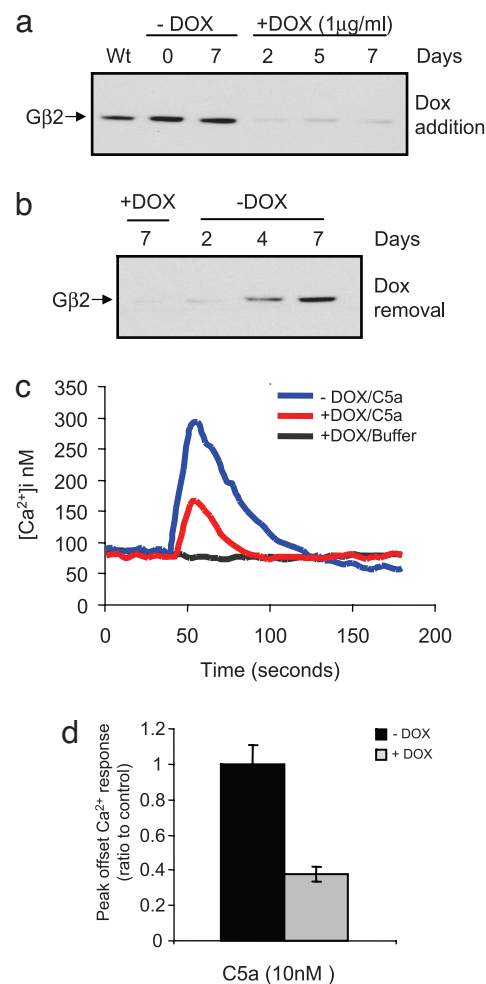 a
- DOX +DOX (1µg/ml)
Wt 0 7 2 5 7 Days
Gβ2 Dox addition
b
+DOX -DOX
7 2 4 7 Days
Gβ2 Dox removal
c
350
300
250
200
150
100
50
0
[Ca2+]i nM
- DOX/C5a
+DOX/C5a
+DOX/Buffer
0 50 100 150 200
Time (seconds)
d
1.2
1
0.8
0.6
0.4
0.2
0
Peak offset Ca2+ response
(ratio to control)
- DOX
+ DOX
C5a (10nM )